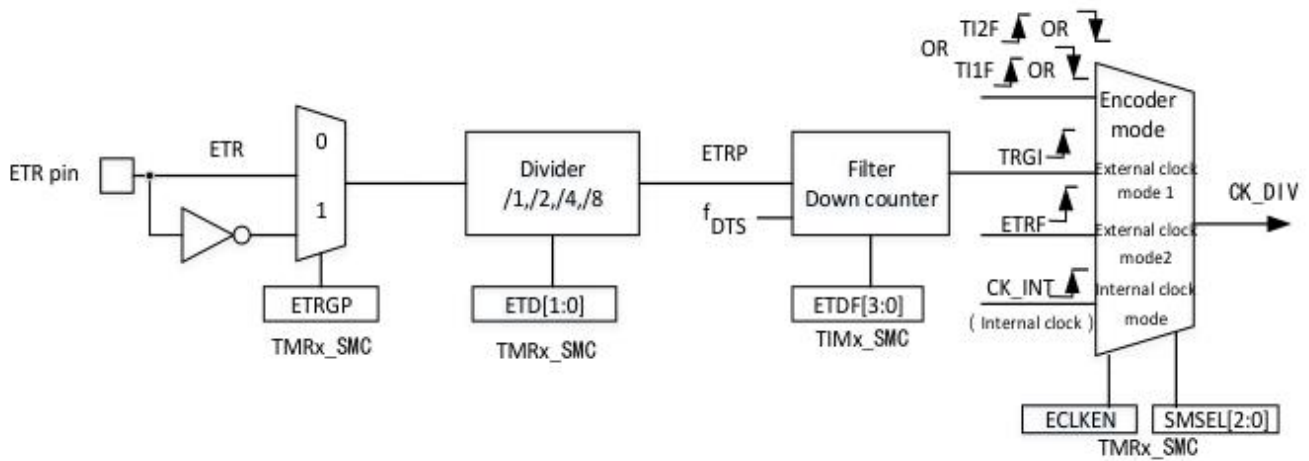 TI2F OR
OR
TI1F OR
Encoder
mode
ETR pin
ETR
0
1
Divider
/1,/2,/4,/8
ETRP
f DTS
Filter
Down counter
TRGI
External clock
mode 1
CK_DIV
ETRF
External clock
mode2
CK_INT
Internal clock
mode
( Internal clock )
ETRGP
TMRx_SMC
ETD[1:0]
TMRx_SMC
ETDF[3:0]
TIMx_SMC
ECLKEN
SMSEL[2:0]
TMRx_SMC